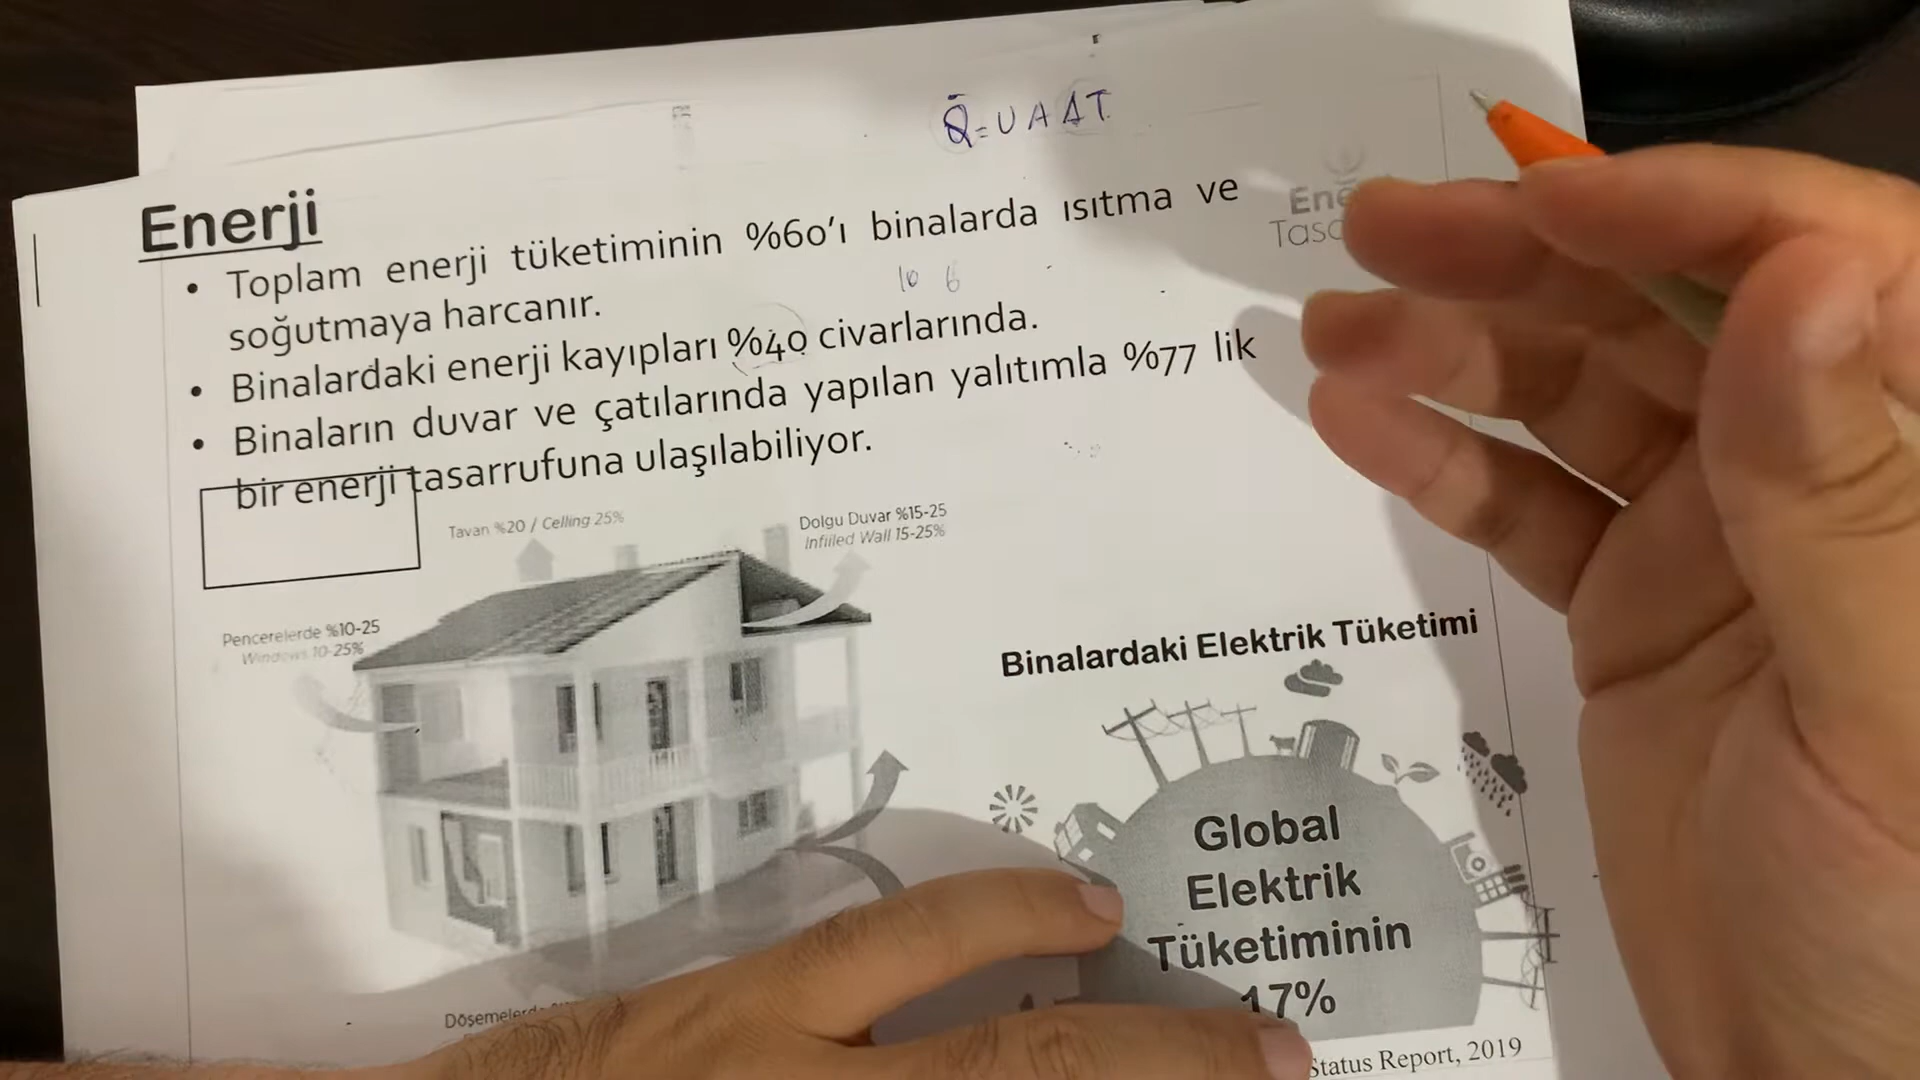 Q̄=UAΔT
Enerji
• Toplam enerji tüketiminin %60'ı binalarda ısıtma ve
soğutmaya harcanır.
10 6
• Binalardaki enerji kayıpları %40 civarlarında.
• Binaların duvar ve çatılarında yapılan yalıtımla %77 lik
bir enerji tasarrufuna ulaşılabiliyor.
Tavan %20 / Celling 25%
Dolgu Duvar %15-25
Infilled Wall 15-25%
Pencerelerde %10-25
Windows 10-25%
Binalardaki Elektrik Tüketimi
Global
Elektrik
Tüketiminin
17%
Status Report, 2019